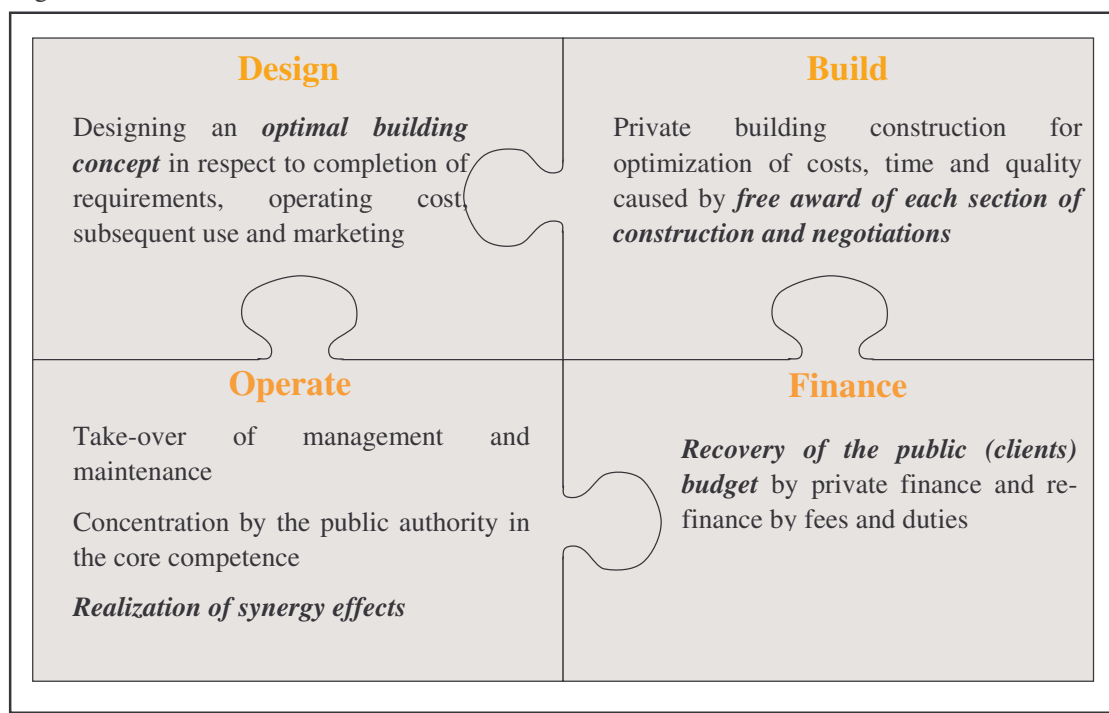 Design
Designing an optimal building
concept in respect to completion of
requirements, operating cost,
subsequent use and marketing
Build
Private building construction for
optimization of costs, time and quality
caused by free award of each section of
construction and negotiations
Operate
Take-over of management and
maintenance
Concentration by the public authority in
the core competence
Realization of synergy effects
Finance
Recovery of the public (clients)
budget by private finance and re-
finance by fees and duties